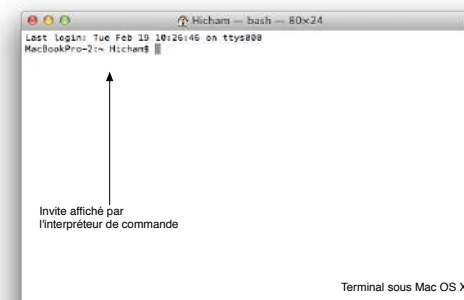 Hicham — bash — 80×24
Last login: Tue Feb 19 10:26:46 on ttys000
MacBookPro-2:~ Hicham$
Invite affiché par
l'interpréteur de commande
Terminal sous Mac OS X